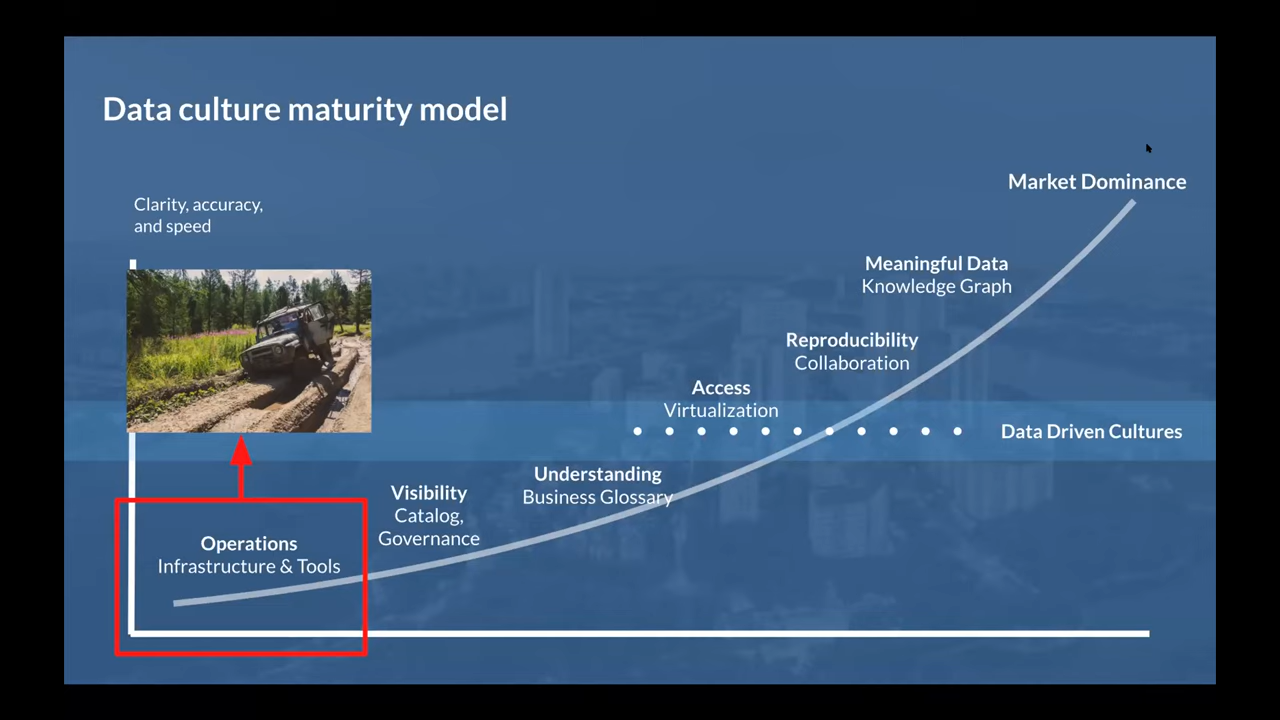 Data culture maturity model
Clarity, accuracy,
and speed
Market Dominance
Meaningful Data
Knowledge Graph
Reproducibility
Collaboration
Access
Virtualization
Data Driven Cultures
Understanding
Business Glossary
Visibility
Catalog,
Governance
Operations
Infrastructure & Tools